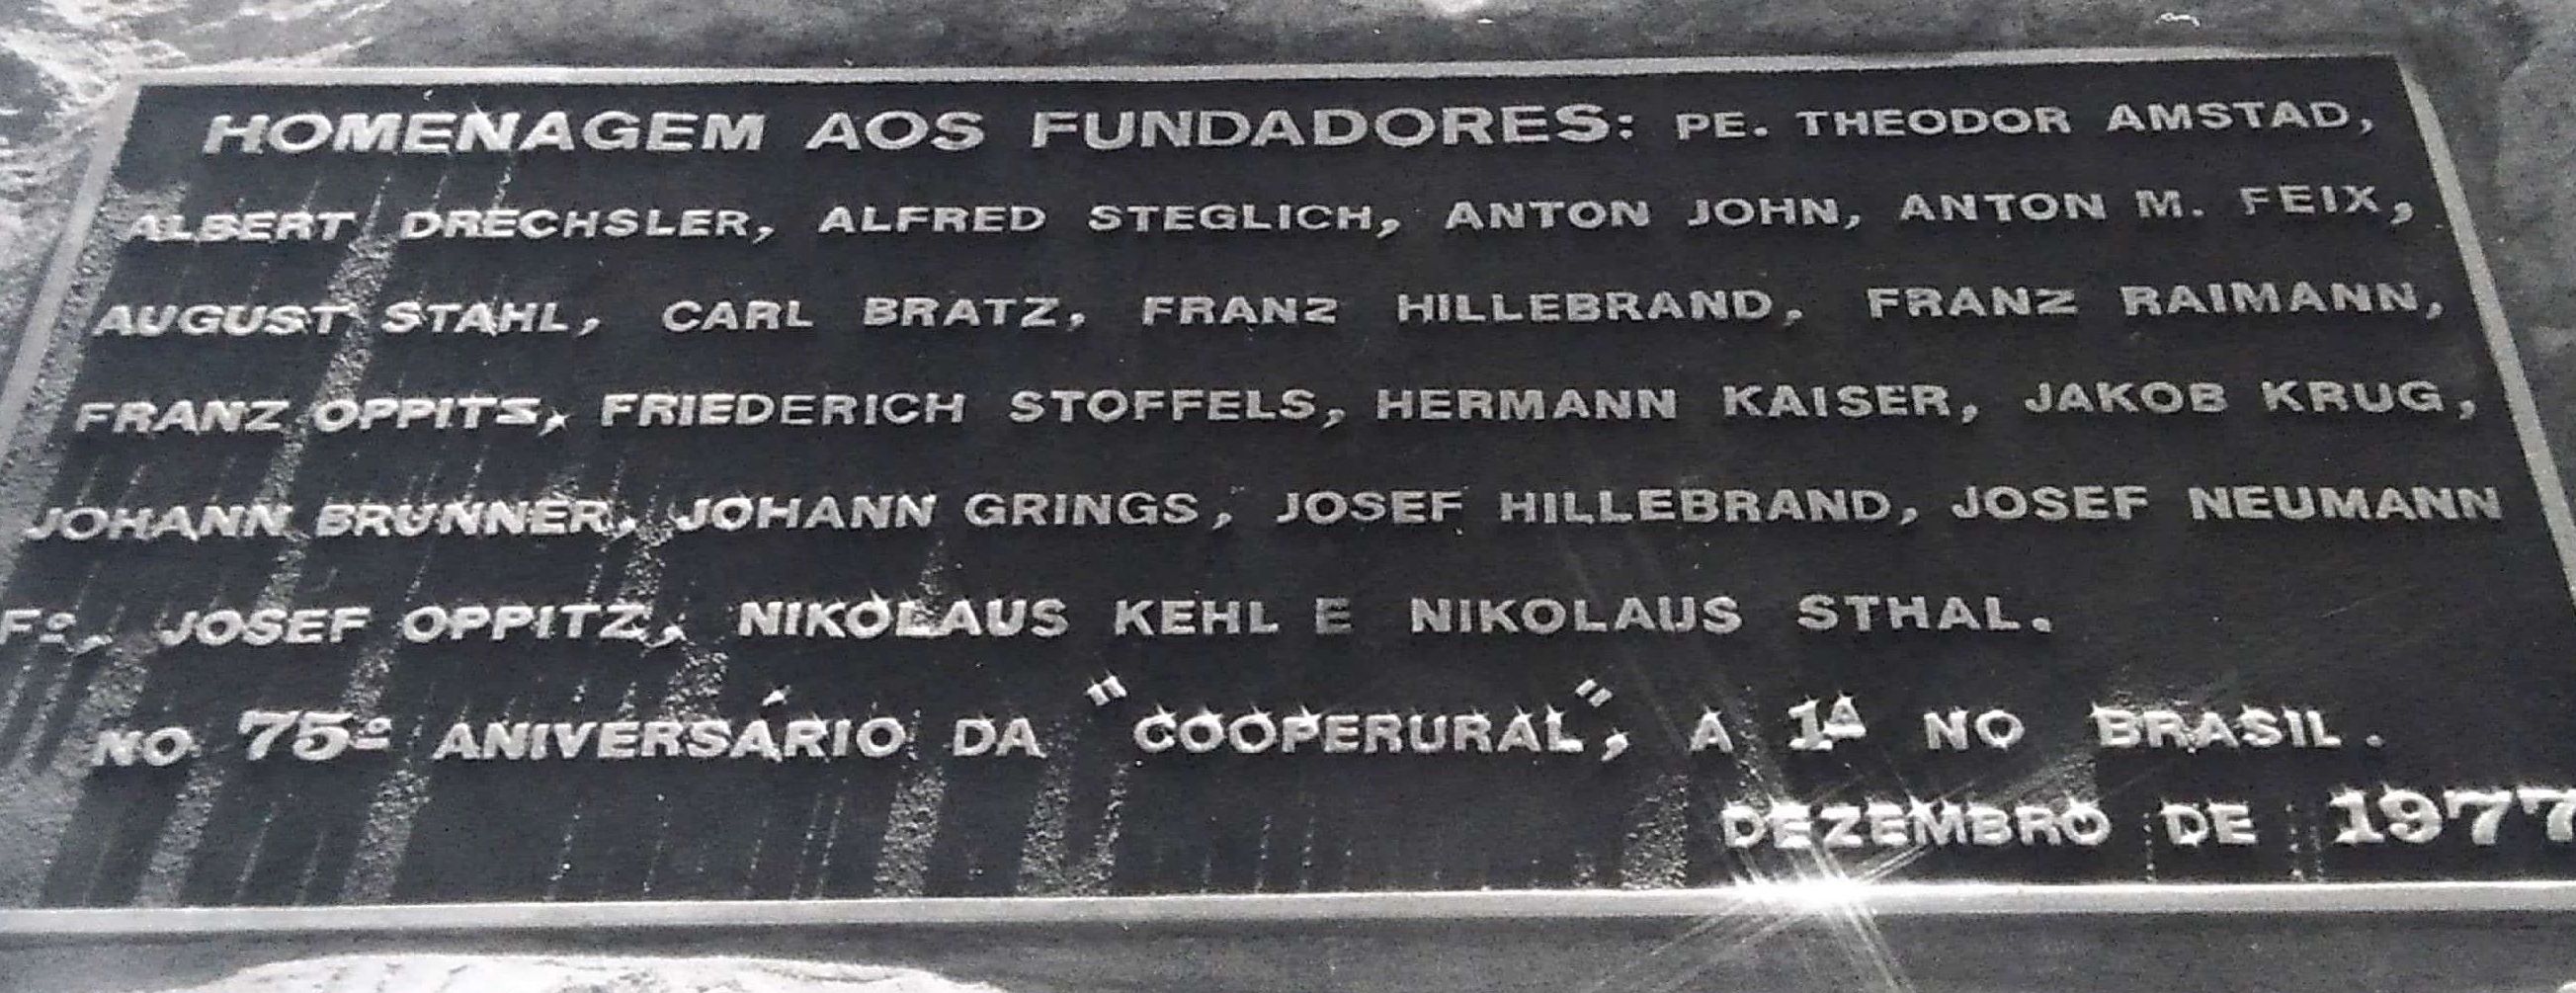 HOMENAGEM AOS FUNDADORES: PE. THEODOR AMSTAD,
ALBERT DRECHSLER, ALFRED STEGLICH, ANTON JOHN, ANTON M. FEIX,
AUGUST STAHL, CARL BRATZ, FRANZ HILLEBRAND, FRANZ RAIMANN,
FRANZ OPPITS, FRIEDERICH STOFFELS, HERMANN KAISER, JAKOB KRUG,
JOHANN BRUNNER, JOHANN GRINGS, JOSEF HILLEBRAND, JOSEF NEUMANN
Fº, JOSEF OPPITZ, NIKOLAUS KEHL E NIKOLAUS STHAL.
NO 75º ANIVERSÁRIO DA "COOPERURAL", A 1A NO BRASIL.
DEZEMBRO DE 1977